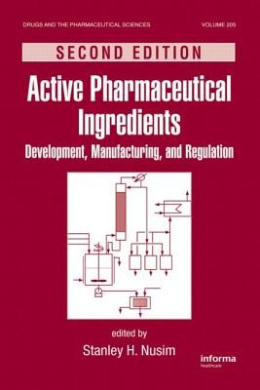 DRUGS AND THE PHARMACEUTICAL SCIENCES VOLUME 205
SECOND EDITION
Active Pharmaceutical
Ingredients
Development, Manufacturing, and Regulation
edited by
Stanley H. Nusim
informa
healthcare